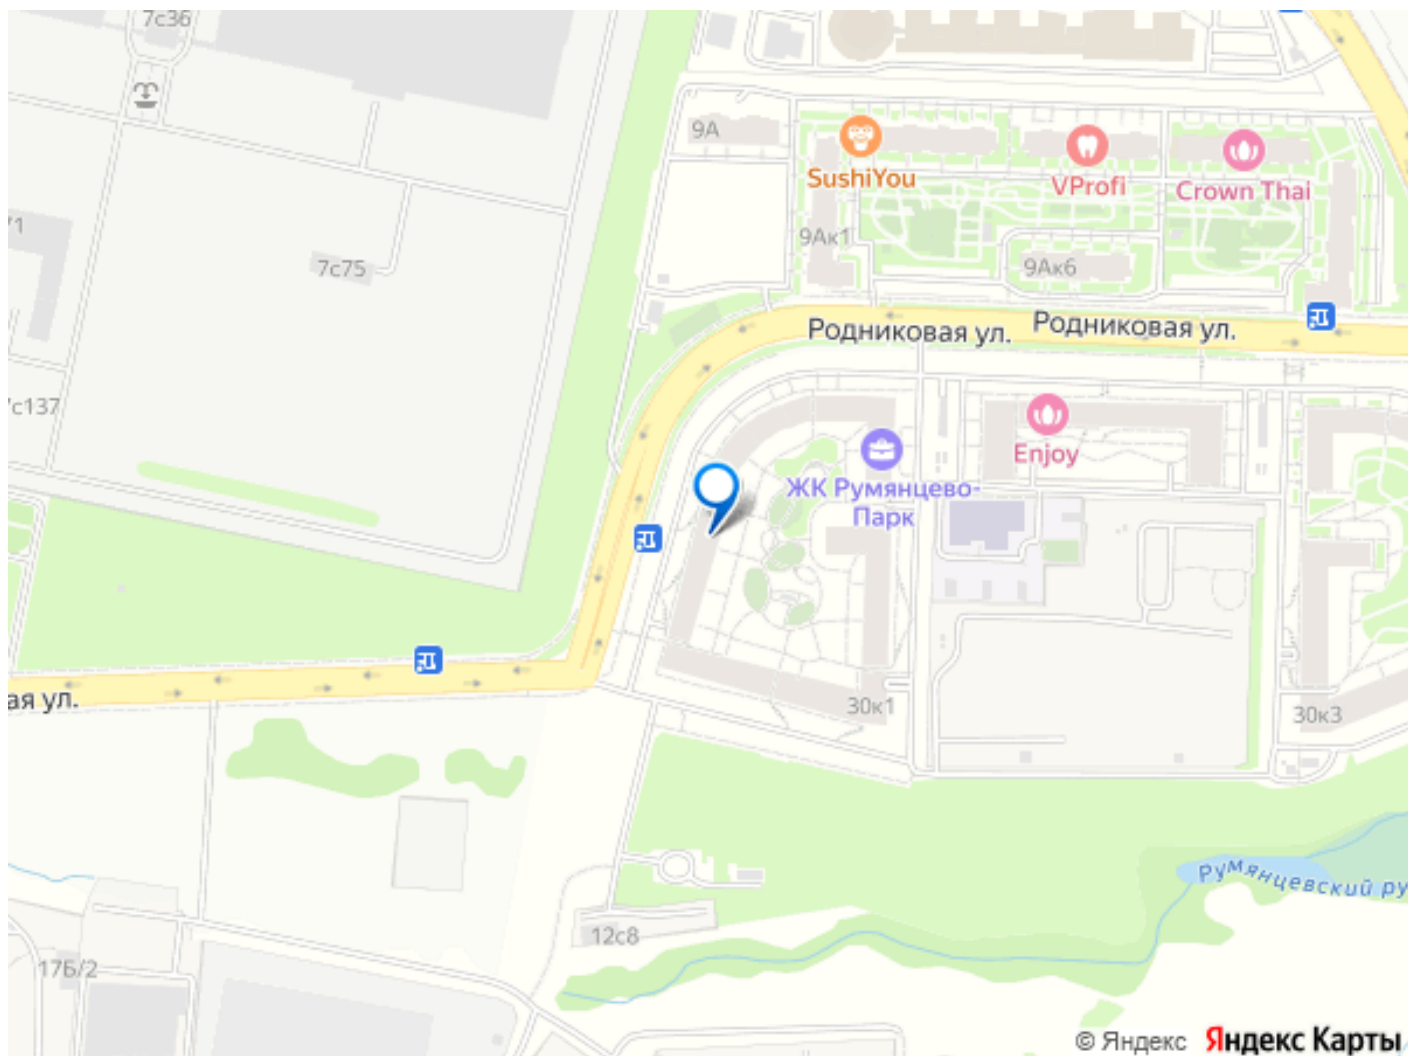 7с36
9А
SushiYou
VProfi
Crown Thai
9Ак1
9Ак6
7с75
Родниковая ул.
Родниковая ул.
7с137
Enjoy
ЖК Румянцево-
Парк
ая ул.
30к1
30к3
Румянцевский ру
12с8
17Б/2
© Яндекс Яндекс Карты